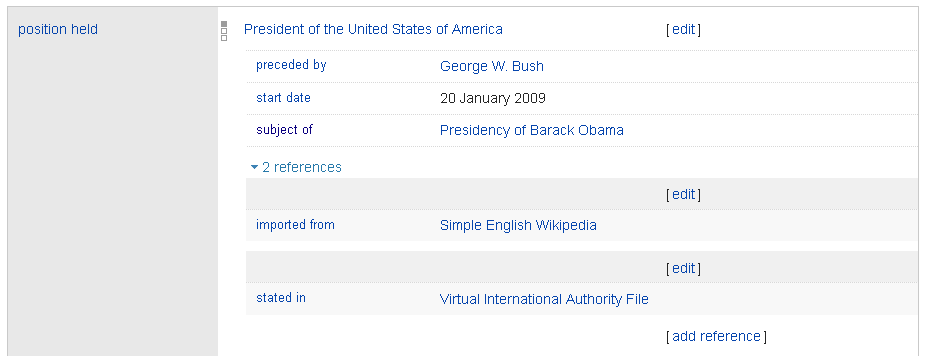 position held President of the United States of America [edit]
preceded by George W. Bush
start date 20 January 2009
subject of Presidency of Barack Obama
2 references
[edit]
imported from Simple English Wikipedia
[edit]
stated in Virtual International Authority File
[add reference]